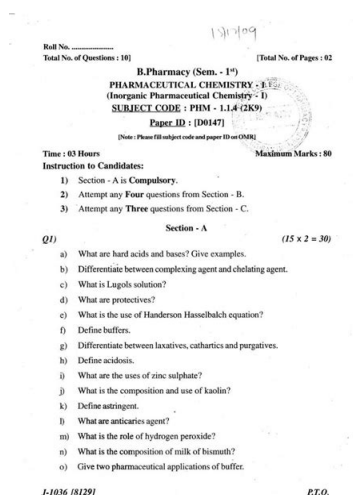 Roll No. ......................
Total No. of Questions : 10] [Total No. of Pages : 02
B.Pharmacy (Sem. - 1st)
PHARMACEUTICAL CHEMISTRY - I
(Inorganic Pharmaceutical Chemistry - I)
SUBJECT CODE : PHM - 1.1.4 (2K9)
Paper ID : [D0147]
[Note : Please fill subject code and paper ID on OMR]
Time : 03 Hours Maximum Marks : 80
Instruction to Candidates:
1) Section - A is Compulsory.
2) Attempt any Four questions from Section - B.
3) Attempt any Three questions from Section - C.
Section - A
Q1) (15 x 2 = 30)
a) What are hard acids and bases? Give examples.
b) Differentiate between complexing agent and chelating agent.
c) What is Lugols solution?
d) What are protectives?
e) What is the use of Handerson Hasselbalch equation?
f) Define buffers.
g) Differentiate between laxatives, cathartics and purgatives.
h) Define acidosis.
i) What are the uses of zinc sulphate?
j) What is the composition and use of kaolin?
k) Define astringent.
l) What are anticaries agent?
m) What is the role of hydrogen peroxide?
n) What is the composition of milk of bismuth?
o) Give two pharmaceutical applications of buffer.
J-1036 [8129] P.T.O.